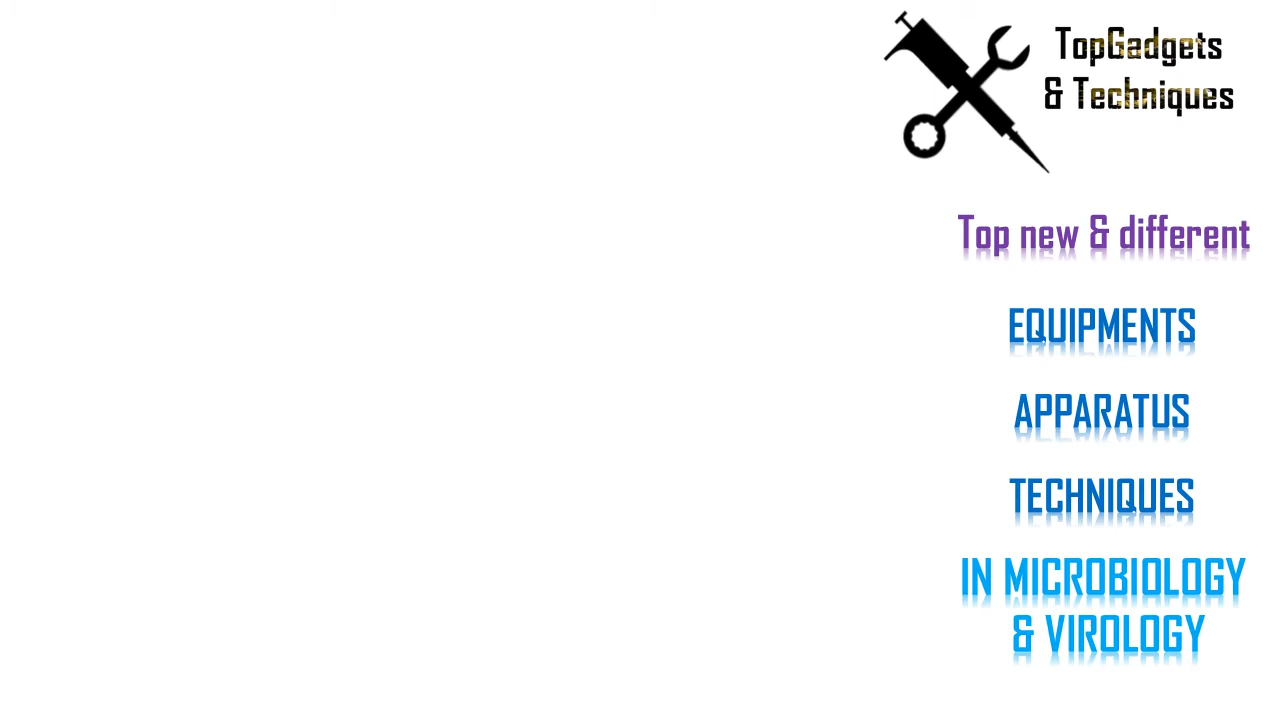 TopGadgets
& Techniques
Top new & different
EQUIPMENTS
APPARATUS
TECHNIQUES
IN MICROBIOLOGY
& VIROLOGY